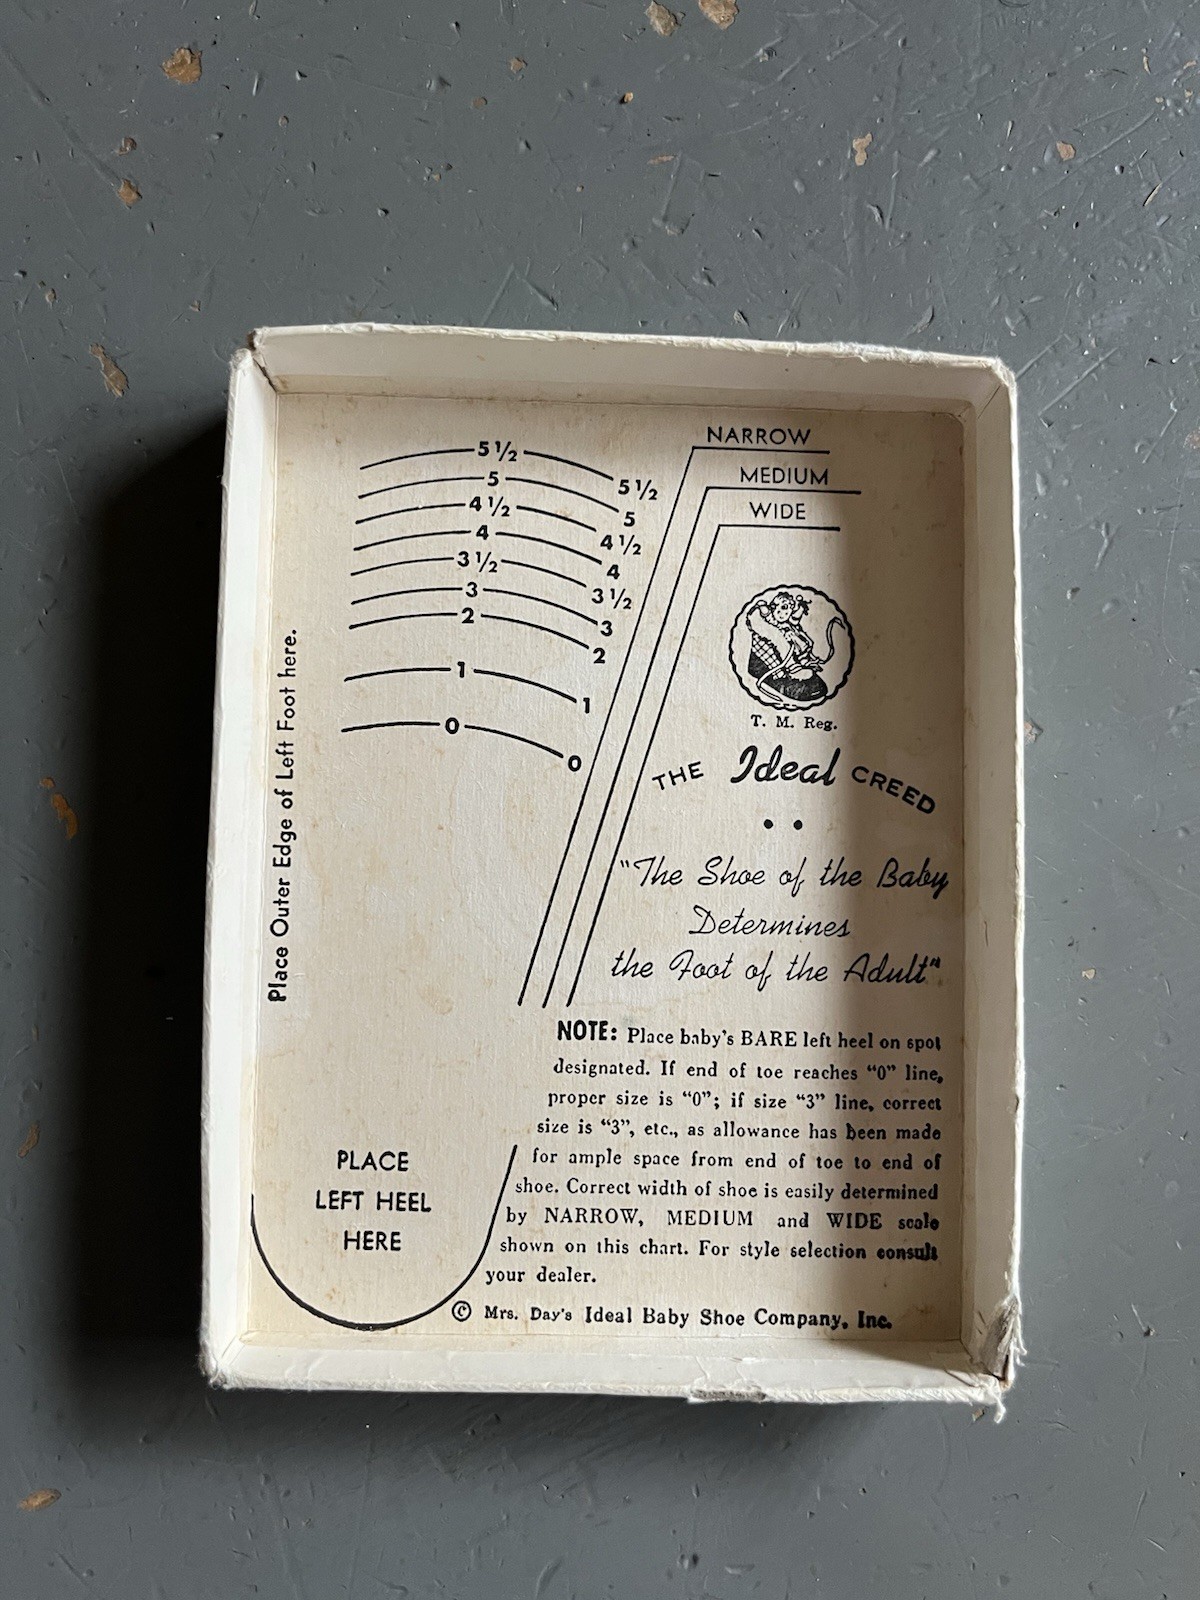 5½
5½
5
5
4½
4½
4
4
3½
3½
3
3
2
2
1
1
0
0
NARROW
MEDIUM
WIDE
Place Outer Edge of Left Foot here.
T. M. Reg.
THE Ideal CREED
"The Shoe of the Baby
Determines
the Foot of the Adult"
NOTE: Place baby's BARE left heel on spot
designated. If end of toe reaches "0" line,
proper size is "0"; if size "3" line, correct
size is "3", etc., as allowance has been made
for ample space from end of toe to end of
shoe. Correct width of shoe is easily determined
by NARROW, MEDIUM and WIDE scale
shown on this chart. For style selection consult
your dealer.
PLACE
LEFT HEEL
HERE
© Mrs. Day's Ideal Baby Shoe Company, Inc.